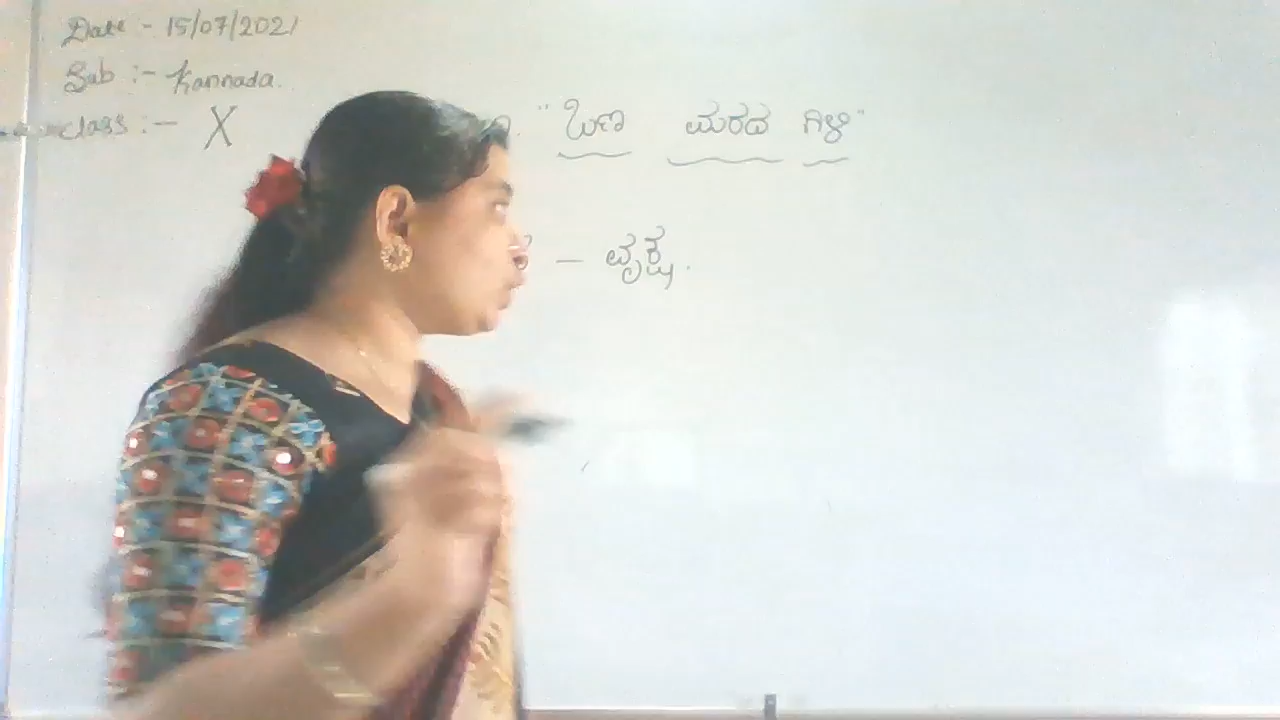 Date - 15/07/2021
Sub :- Kannada.
class :- X
" ಒಣ ಮರದ ಗಿಳಿ "
– ವೃಕ್ಷ.